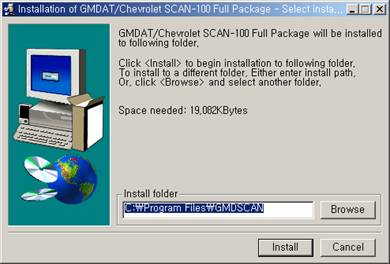 Installation of GMDAT/Chevrolet SCAN-100 Full Package - Select insta...
GMDAT/Chevrolet SCAN-100 Full Package will be installed
to following folder,
Click <Install> to begin installation to following folder,
To install to a different folder, Either enter install path,
Or, click <Browse> and select another folder,
Space needed: 19,082KBytes
Install folder
C:₩Program Files₩GMDSCAN
Browse
Install
Cancel